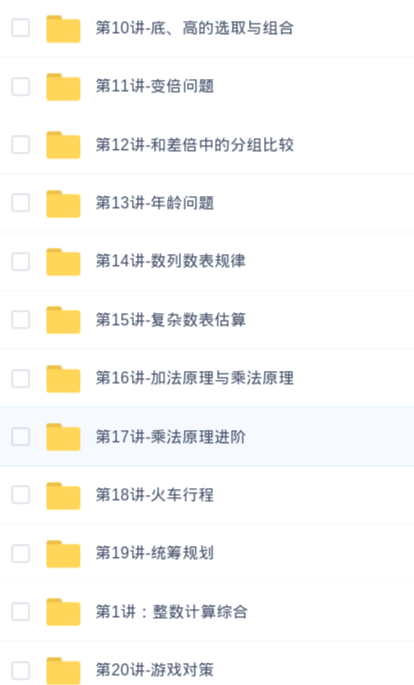 第10讲-底、高的选取与组合
第11讲-变倍问题
第12讲-和差倍中的分组比较
第13讲-年龄问题
第14讲-数列数表规律
第15讲-复杂数表估算
第16讲-加法原理与乘法原理
第17讲-乘法原理进阶
第18讲-火车行程
第19讲-统筹规划
第1讲：整数计算综合
第20讲-游戏对策